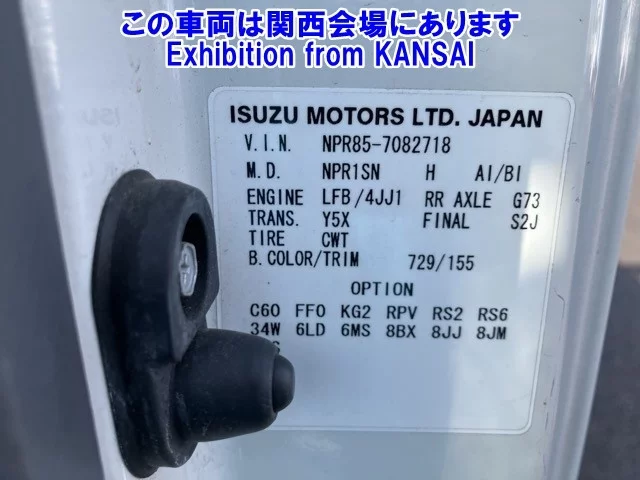 この車両は関西会場にあります
Exhibition from KANSAI
ISUZU MOTORS LTD. JAPAN
V.I.N. NPR85-7082718
M.D. NPR1SN H AI/BI
ENGINE LFB/4JJ1 RR AXLE G73
TRANS. Y5X FINAL S2J
TIRE CWT
B.COLOR/TRIM 729/155
OPTION
C60 FF0 KG2 RPV RS2 RS6
34W 6LD 6MS 8BX 8JJ 8JM